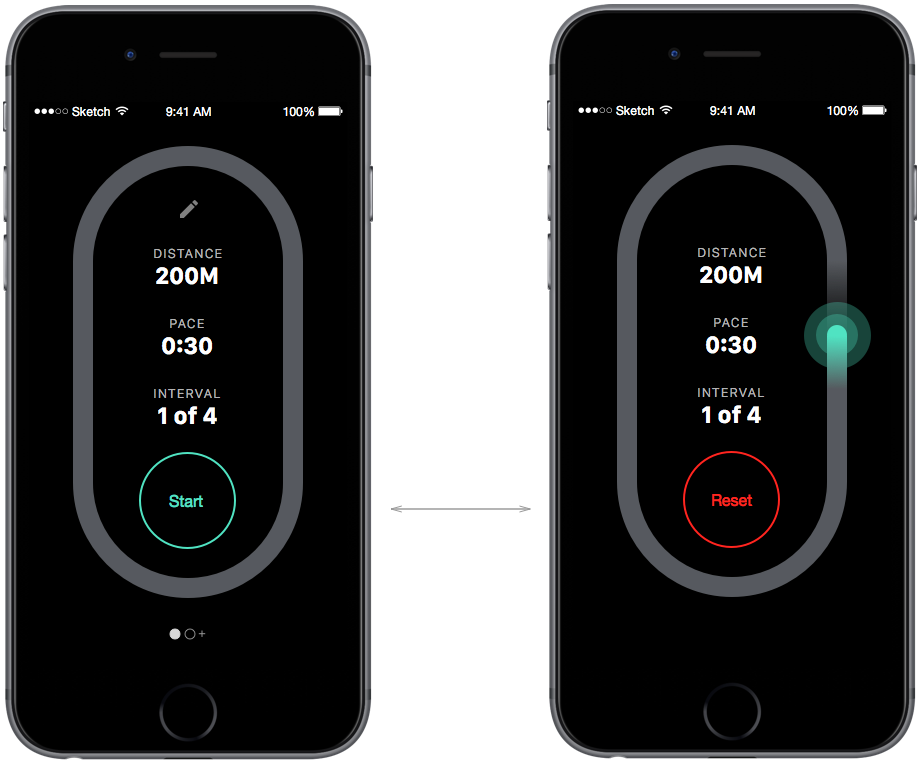 Sketch 9:41 AM 100%
DISTANCE
200M
PACE
0:30
INTERVAL
1 of 4
Start
+
Sketch 9:41 AM 100%
DISTANCE
200M
PACE
0:30
INTERVAL
1 of 4
Reset